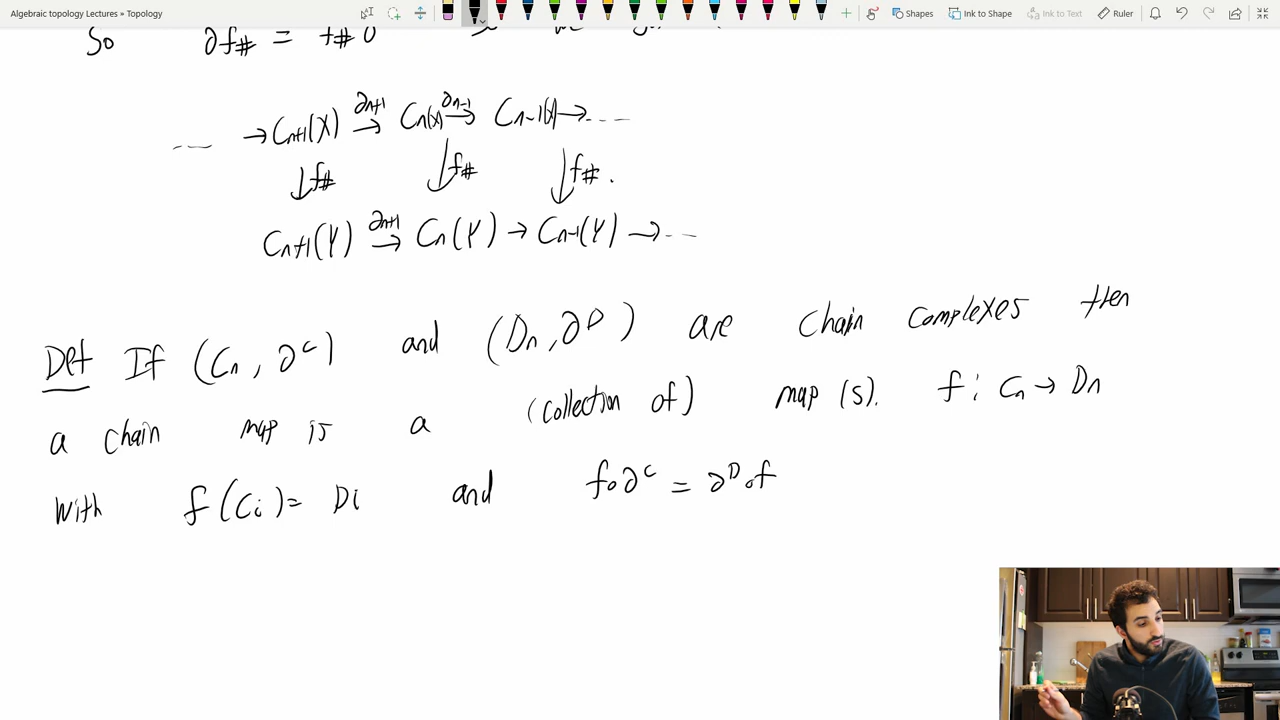 Algebraic topology Lectures » Topology
Shapes Ink to Shape Ink to Text Ruler
So ∂f# = f#∂
→ Cn+1(X) ∂n+1→ Cn(X) ∂n-1→ Cn-1(X) → ....
↓f# ↓f# ↓f#.
Cn+1(Y) ∂n+1→ Cn(Y) → Cn-1(Y) → ...
Def If (Cn, ∂^C) and (Dn, ∂^D) are chain complexes then
a chain map is a (collection of) map (s). f: Cn → Dn
with f(Ci) = Di and f∘∂^C = ∂^D∘f